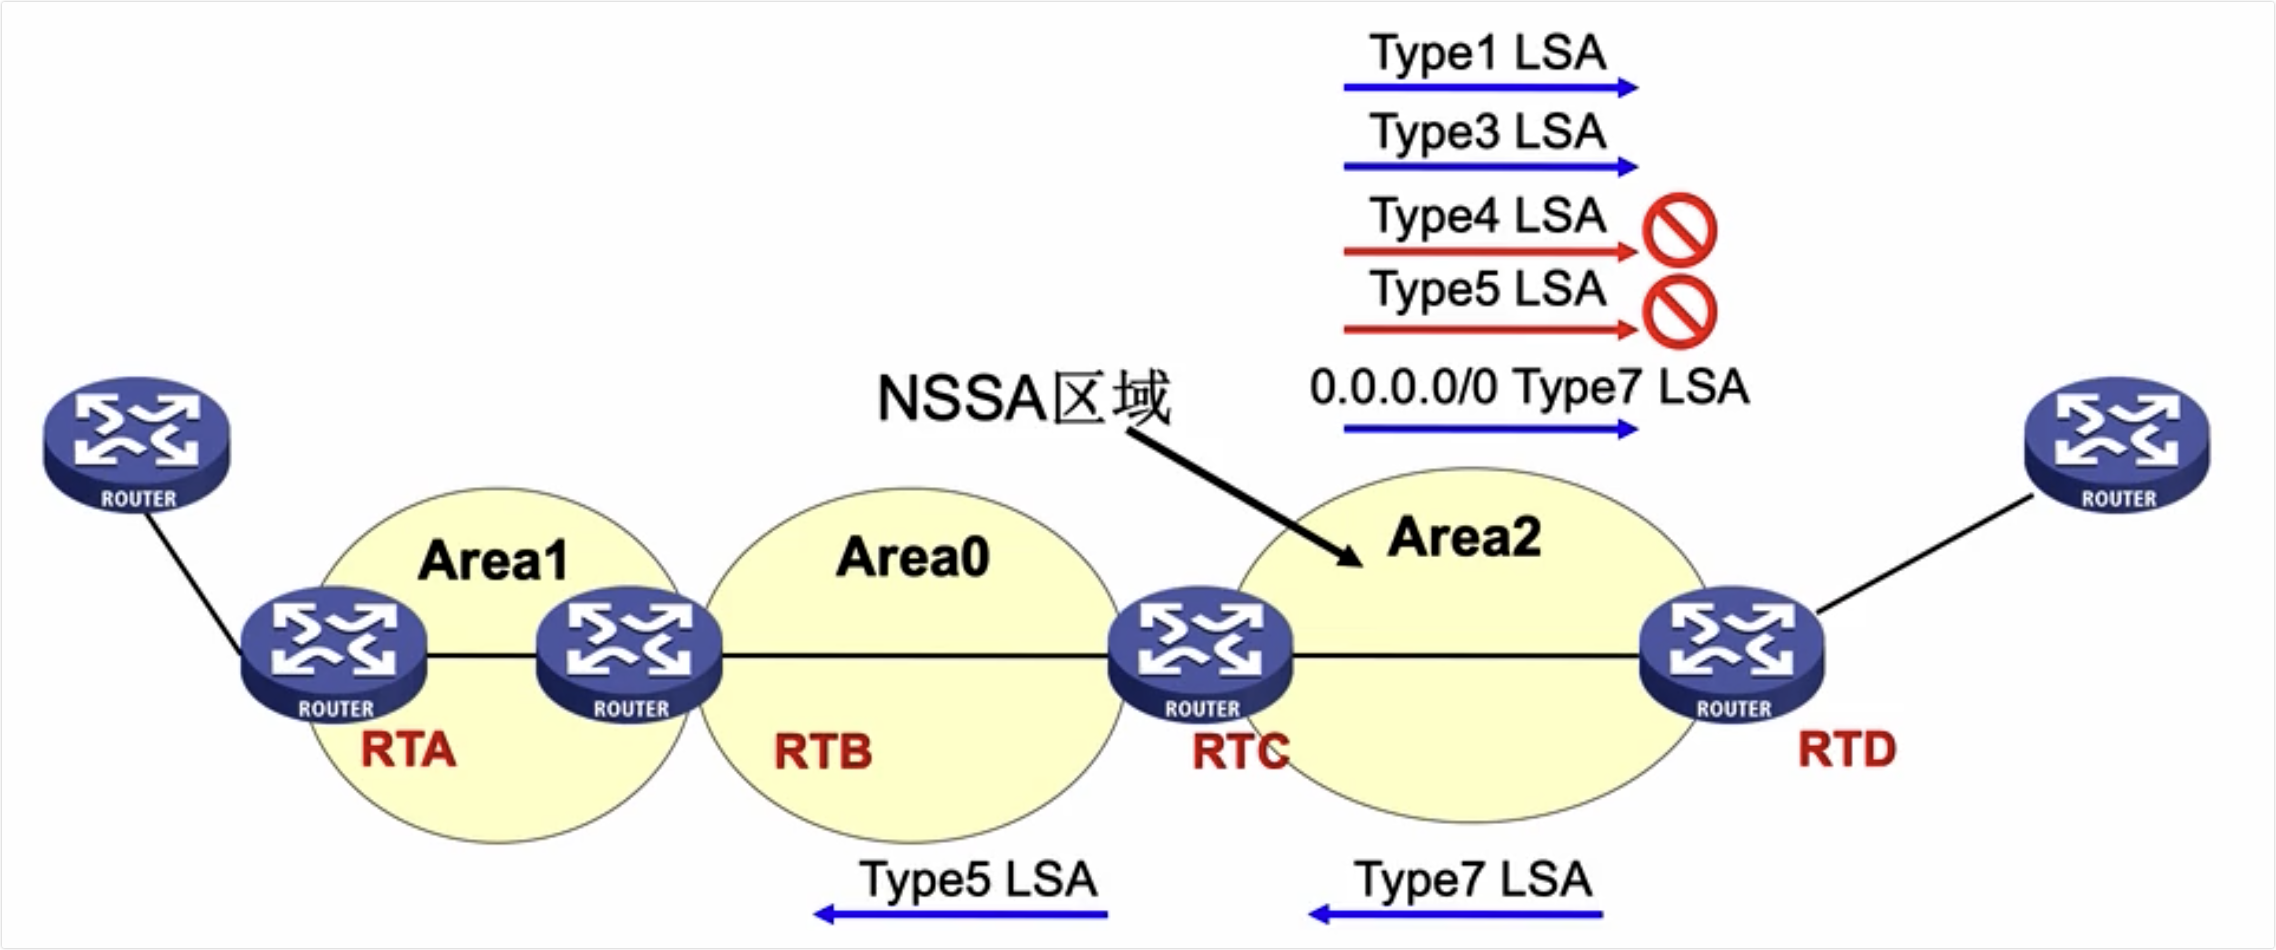 Type1 LSA
Type3 LSA
Type4 LSA
Type5 LSA
0.0.0.0/0 Type7 LSA
NSSA区域
ROUTER
ROUTER
Area1
Area0
Area2
ROUTER
ROUTER
ROUTER
ROUTER
RTA
RTB
RTC
RTD
Type5 LSA
Type7 LSA